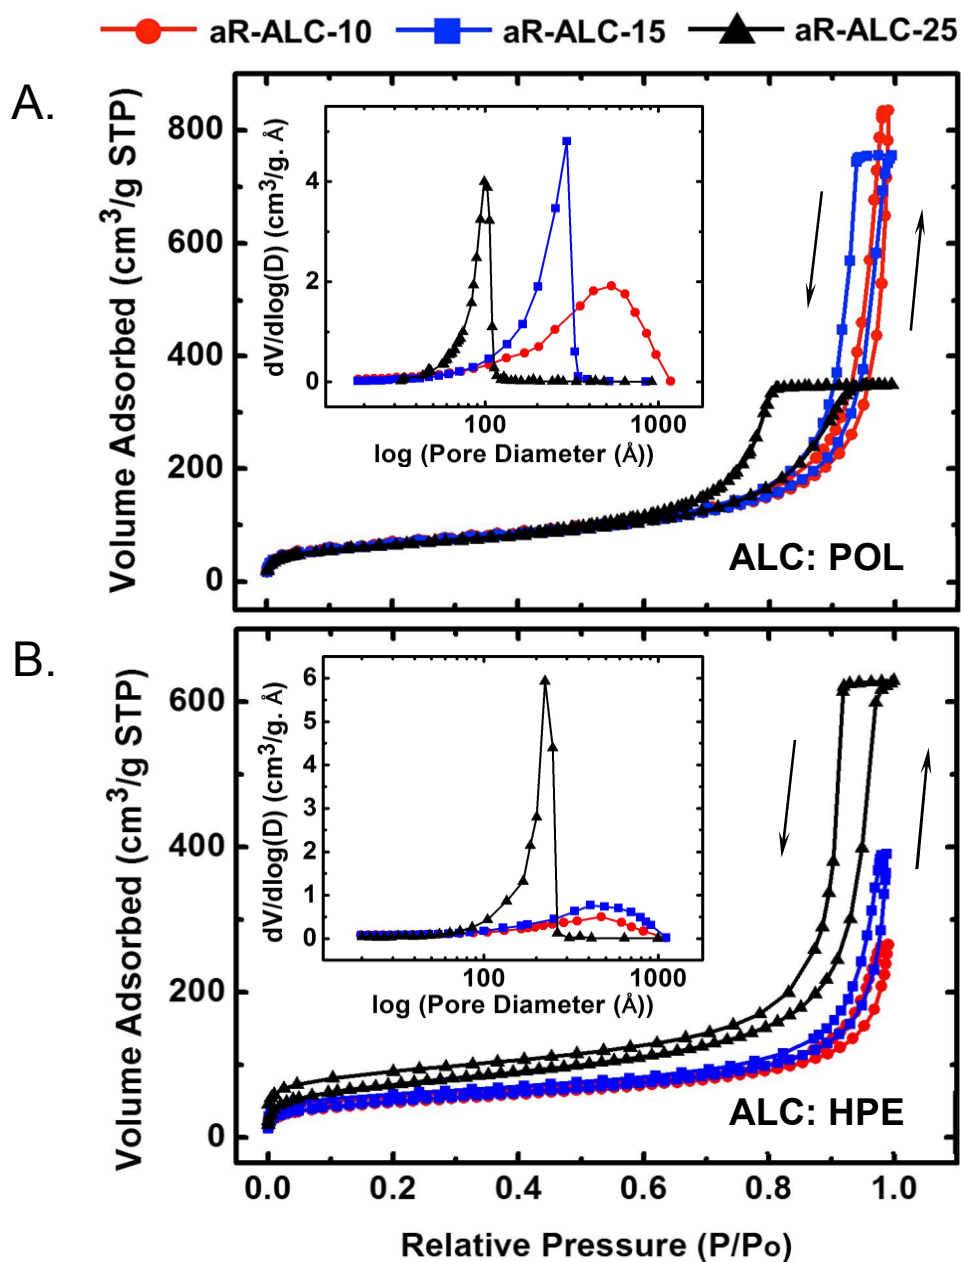 aR-ALC-10 aR-ALC-15 aR-ALC-25
A.
Volume Adsorbed (cm³/g STP)
800
600
400
200
0
dV/dlog(D) (cm³/g. Å)
4
2
0
100 1000
log (Pore Diameter (Å))
ALC: POL
B.
Volume Adsorbed (cm³/g STP)
600
400
200
0
dV/dlog(D) (cm³/g. Å)
6
5
4
3
2
1
0
100 1000
log (Pore Diameter (Å))
ALC: HPE
0.0 0.2 0.4 0.6 0.8 1.0
Relative Pressure (P/Po)